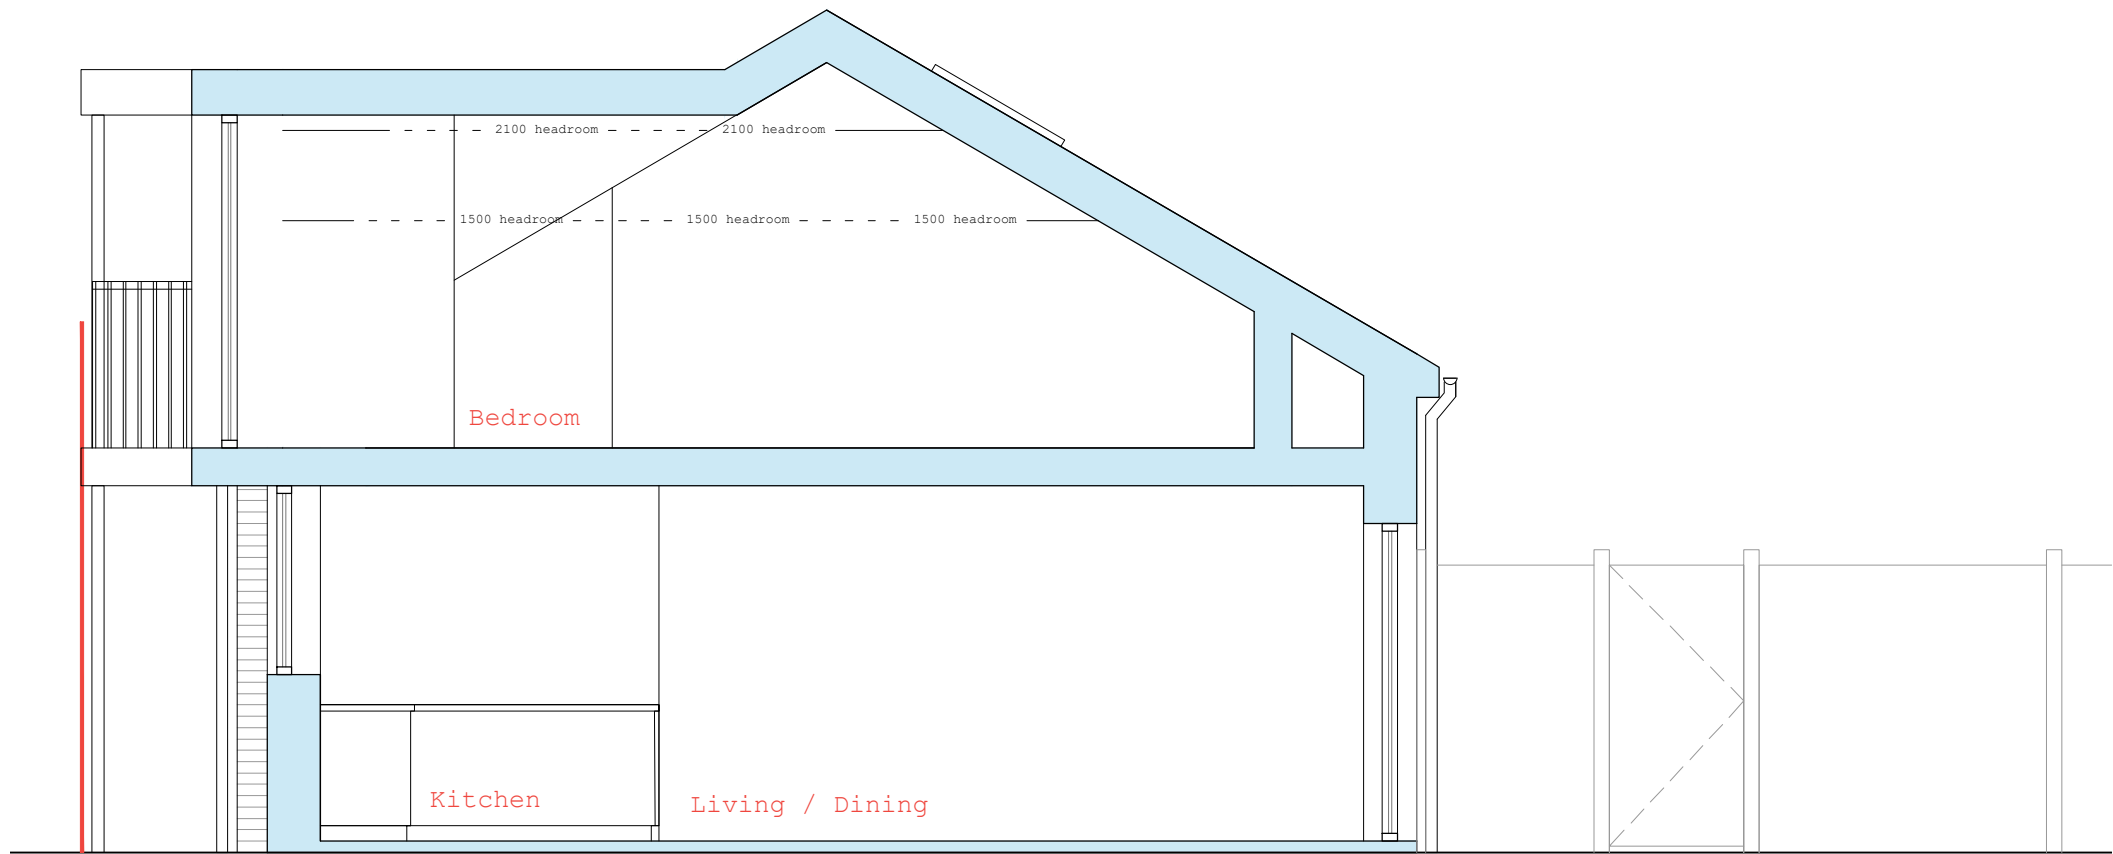 2100 headroom 2100 headroom
1500 headroom 1500 headroom 1500 headroom
Bedroom
Kitchen
Living / Dining